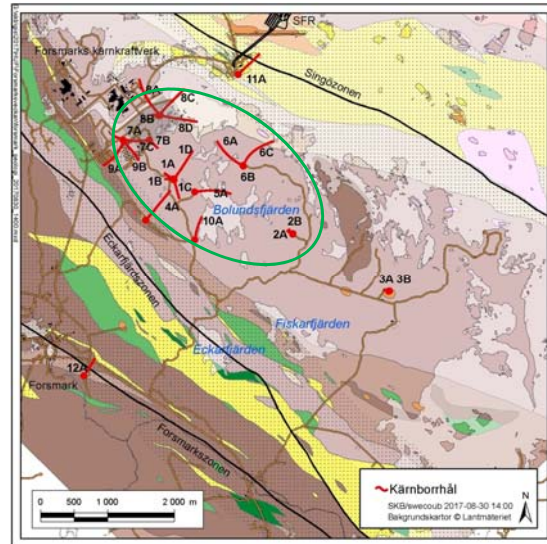 SFR
Forsmarks kärnkraftverk
Singözonen
11A
8A
8C
8B
7A
8D
7B
6A
7C
1D
6C
9A
9B
1A
1B
6B
1C
5A
4A
Bolundsfjärden
10A
2B
2A
3A 3B
Eckarfjärdszonen
Fiskarfjärden
Eckarfjärden
12A
Forsmark
Forsmarkszonen
Kärnborrhål
SKB/swecoub 2017-08-30 14:00
Bakgrundskartor © Lantmäteriet
0 500 1 000 2 000 m
N